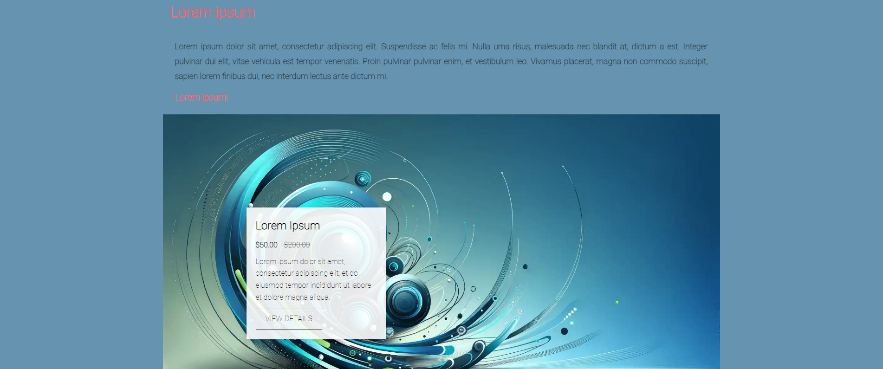 Lorem Ipsum
Lorem ipsum dolor sit amet, consectetur adipiscing elit. Suspendisse ac felis mi. Nulla urna risus, malesuada nec blandit at, dictum a est. Integer
pulvinar dui elit, vitae vehicula est tempor venenatis. Proin pulvinar pulvinar enim, et vestibulum leo. Vivamus placerat, magna non commodo suscipit,
sapien lorem finibus dui, nec interdum lectus ante dictum mi.
Lorem ipsum
Lorem Ipsum
$50.00 $200.00
Lorem ipsum dolor sit amet,
consectetur adipiscing elit, et do
eiusmod tempor incididunt ut labore
et dolore magna aliqua.
VIEW DETAILS